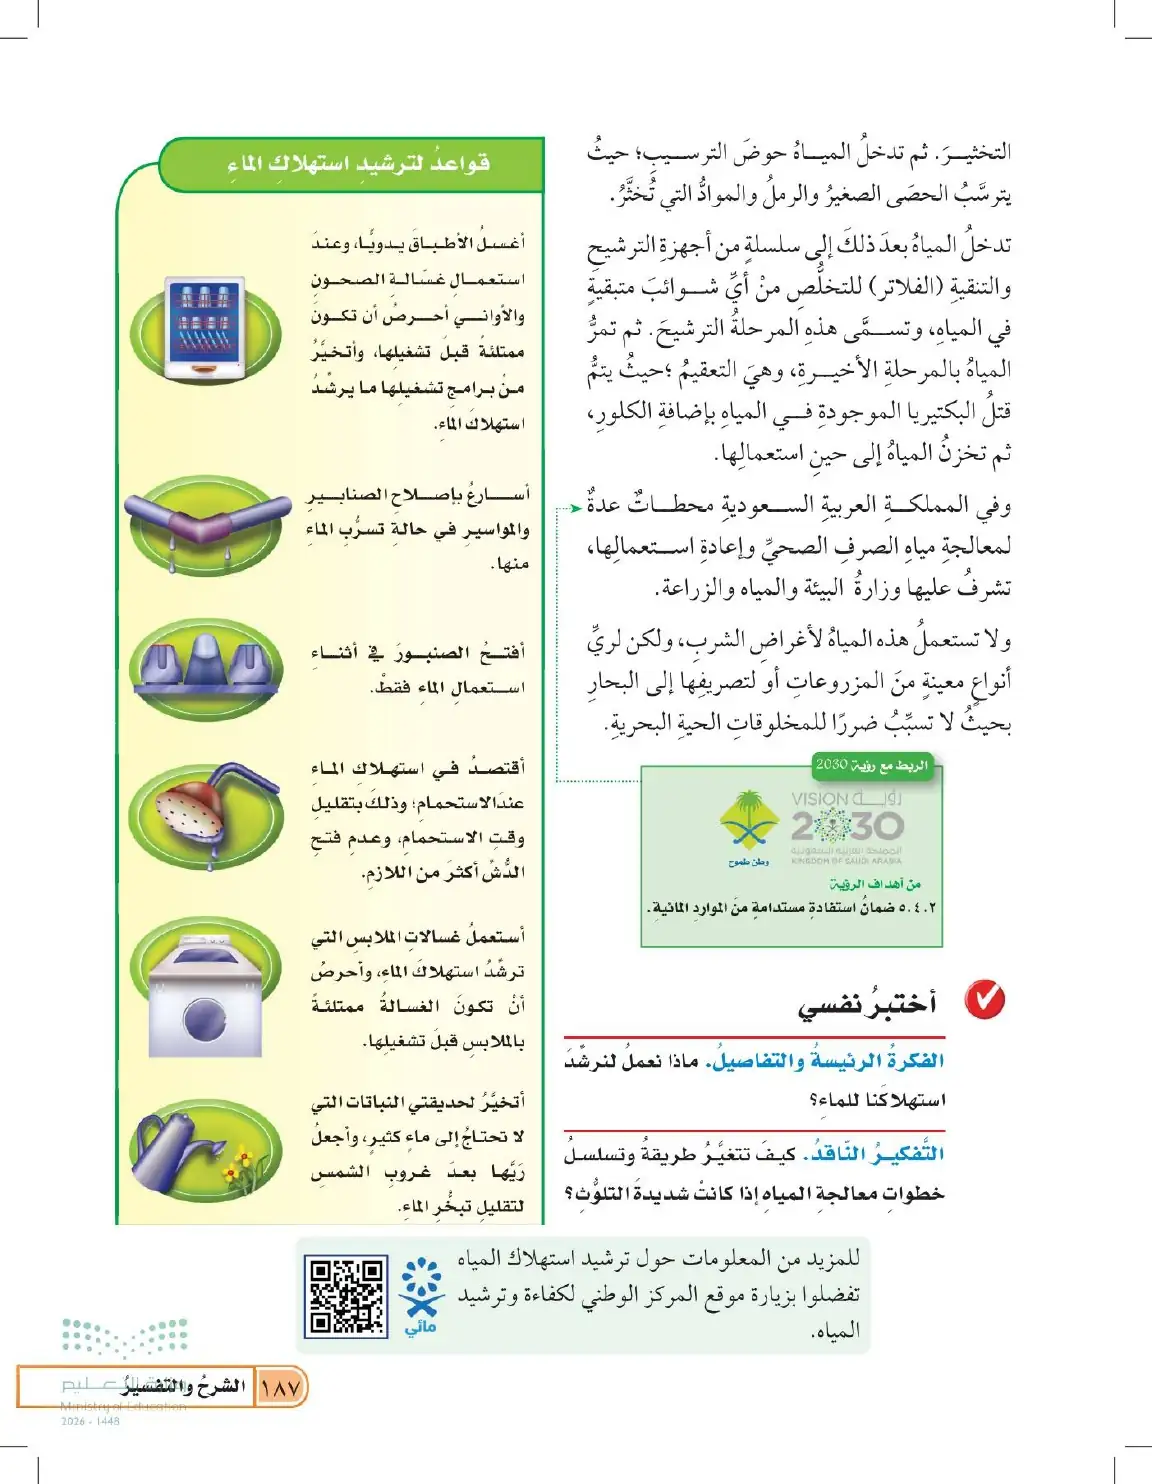 التخثيرَ. ثم تدخلُ المياهُ حوضَ الترسيبِ؛ حيثُ
يترسَّبُ الحصَى الصغيرُ والرملُ والموادُّ التي تُخثَّرُ.
تدخلُ المياهُ بعدَ ذلكَ إلى سلسلةٍ من أجهزةِ الترشيحِ
والتنقيةِ (الفلاتر) للتخلُّصِ منْ أيِّ شوائبَ متبقيةٍ
في المياهِ، وتسمَّى هذهِ المرحلةُ الترشيحَ. ثم تمرُّ
المياهُ بالمرحلةِ الأخيرةِ، وهيَ التعقيمُ ؛حيثُ يتمُّ
قتلُ البكتيريا الموجودةِ في المياهِ بإضافةِ الكلورِ،
ثم تخزنُ المياهُ إلى حينِ استعمالِها.
وفي المملكةِ العربيةِ السعوديةِ محطاتٌ عدةٌ
لمعالجةِ مياهِ الصرفِ الصحيِّ وإعادةِ استعمالِها،
تشرفُ عليها وزارةُ البيئة والمياه والزراعة.
ولا تستعملُ هذه المياهُ لأغراضِ الشربِ، ولكن لريِّ
أنواعٍ معينةٍ منَ المزروعاتِ أو لتصريفِها إلى البحارِ
بحيثُ لا تسبِّبُ ضررًا للمخلوقاتِ الحيةِ البحريةِ.
الربط مع رؤية 2030
رؤيـــة VISION
2030
المملكة العربية السعودية
KINGDOM OF SAUDI ARABIA
وطن طموح
من أهداف الرؤية
٥.٤.٢ ضمانُ استفادةٍ مستدامةٍ منَ المواردِ المائيةِ.
أختبرُ نفسي
الفكرةُ الرئيسةُ والتفاصيلُ. ماذا نعملُ لنرشِّدَ
استهلاكَنا للماءِ؟
التَّفكيرُ النَّاقدُ. كيفَ تتغيَّرُ طريقةُ وتسلسلُ
خطواتِ معالجةِ المياهِ إذا كانتْ شديدةَ التلوُّثِ؟
قواعدُ لترشيدِ استهلاكِ الماءِ
أغسلُ الأطباقَ يدويًّا، وعندَ
استعمالِ غسَّالةِ الصحونِ
والأواني أحرصُ أن تكونَ
ممتلئةً قبلَ تشغيلِها، وأتخيَّرُ
منْ برامجِ تشغيلِها ما يرشِّدُ
استهلاكَ الماءِ.
أسارعُ بإصلاحِ الصنابيرِ
والمواسيرِ في حالةِ تسرُّبِ الماءِ
منها.
أفتحُ الصنبورَ في أثناءِ
استعمالِ الماءِ فقطْ.
أقتصدُ في استهلاكِ الماءِ
عندَالاستحمامِ؛ وذلكَ بتقليلِ
وقتِ الاستحمامِ، وعدمِ فتحِ
الدُّشِّ أكثرَ من اللازمِ.
أستعملُ غسالاتِ الملابسِ التي
ترشِّدُ استهلاكَ الماءِ، وأحرصُ
أنْ تكونَ الغسالةُ ممتلئةً
بالملابسِ قبلَ تشغيلِها.
أتخيَّرُ لحديقتي النباتات التي
لا تحتاجُ إلى ماءٍ كثيرٍ، وأجعلُ
رَيَّها بعدَ غروبِ الشمسِ
لتقليلِ تبخُّرِ الماءِ.
للمزيد من المعلومات حول ترشيد استهلاك المياه
تفضلوا بزيارة موقع المركز الوطني لكفاءة وترشيد
المياه.
مائي
١٨٧ الشرحُ والتفسيرُ
وزارة التعليم
Ministry of Education
2026 - 1448